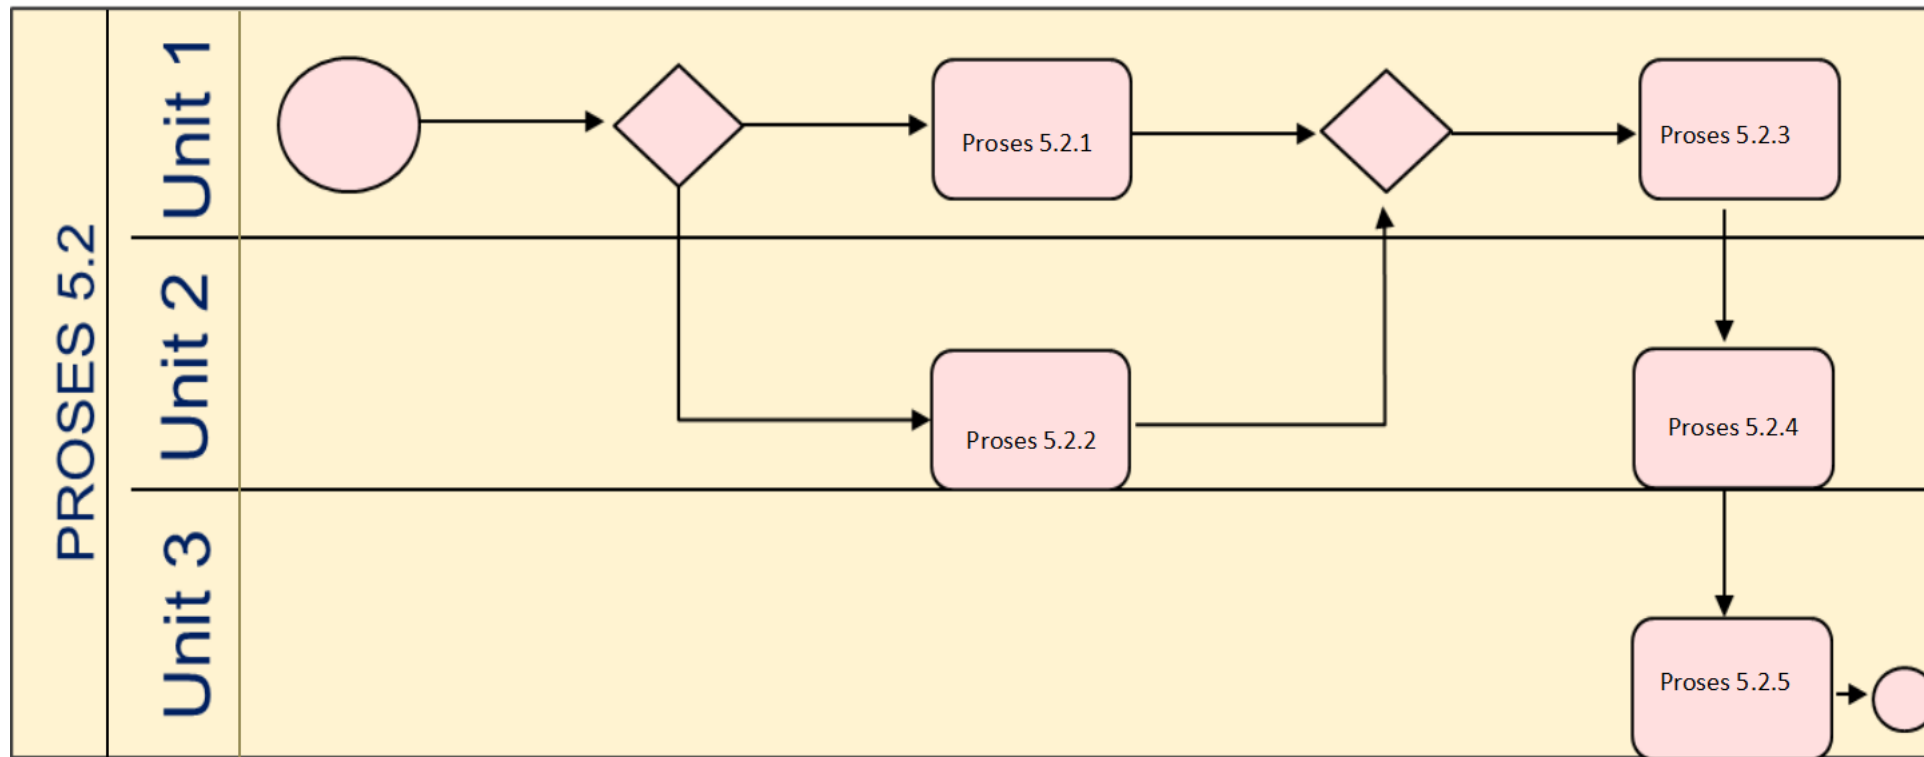 PROSES 5.2
Unit 1
Proses 5.2.1
Proses 5.2.3
Unit 2
Proses 5.2.2
Proses 5.2.4
Unit 3
Proses 5.2.5